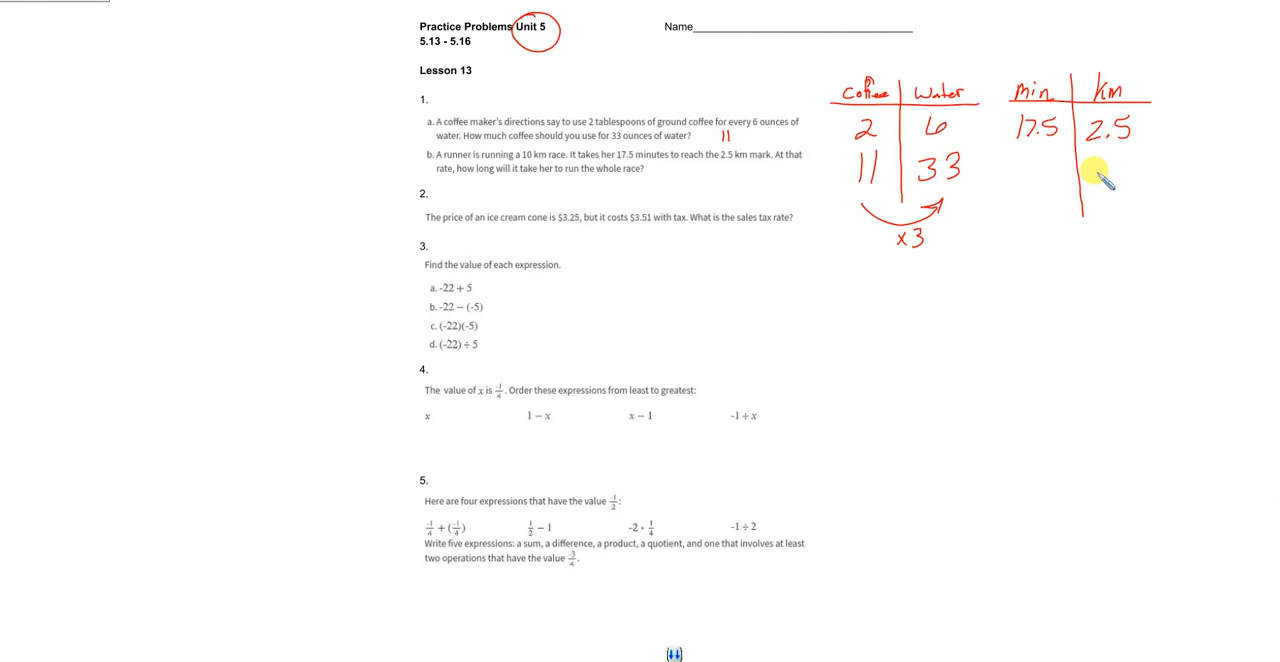 Practice Problems Unit 5
Name
5.13 - 5.16
Lesson 13
1.
a. A coffee maker's directions say to use 2 tablespoons of ground coffee for every 6 ounces of
water. How much coffee should you use for 33 ounces of water?
11
b. A runner is running a 10 km race. It takes her 17.5 minutes to reach the 2.5 km mark. At that
rate, how long will it take her to run the whole race?
2.
The price of an ice cream cone is $3.25, but it costs $3.51 with tax. What is the sales tax rate?
3.
Find the value of each expression.
a. -22 + 5
b. -22 − (-5)
c. (-22)(-5)
d. (-22) ÷ 5
4.
The value of x is -1/4. Order these expressions from least to greatest:
x 1 − x x − 1 -1 ÷ x
5.
Here are four expressions that have the value -1/2:
-1/4 + (-1/4) 1/2 − 1 -2 · 1/4 -1 ÷ 2
Write five expressions: a sum, a difference, a product, a quotient, and one that involves at least
two operations that have the value -3/4.
Coffee Water
2 6
11 33
x3
min km
17.5 2.5